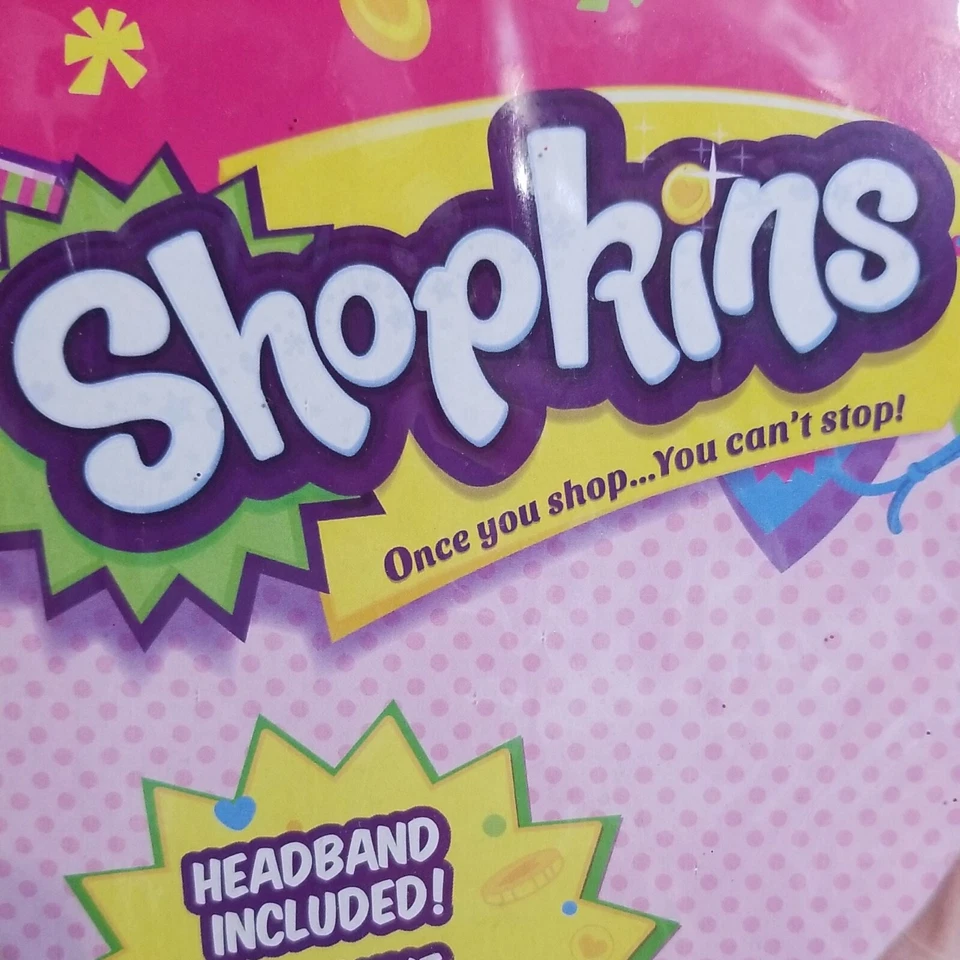 Shopkins
Once you shop...You can't stop!
HEADBAND
INCLUDED!